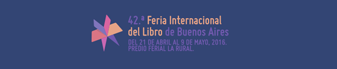 42.ª Feria Internacional
del Libro de Buenos Aires
DEL 21 DE ABRIL AL 9 DE MAYO, 2016.
PREDIO FERIAL LA RURAL.